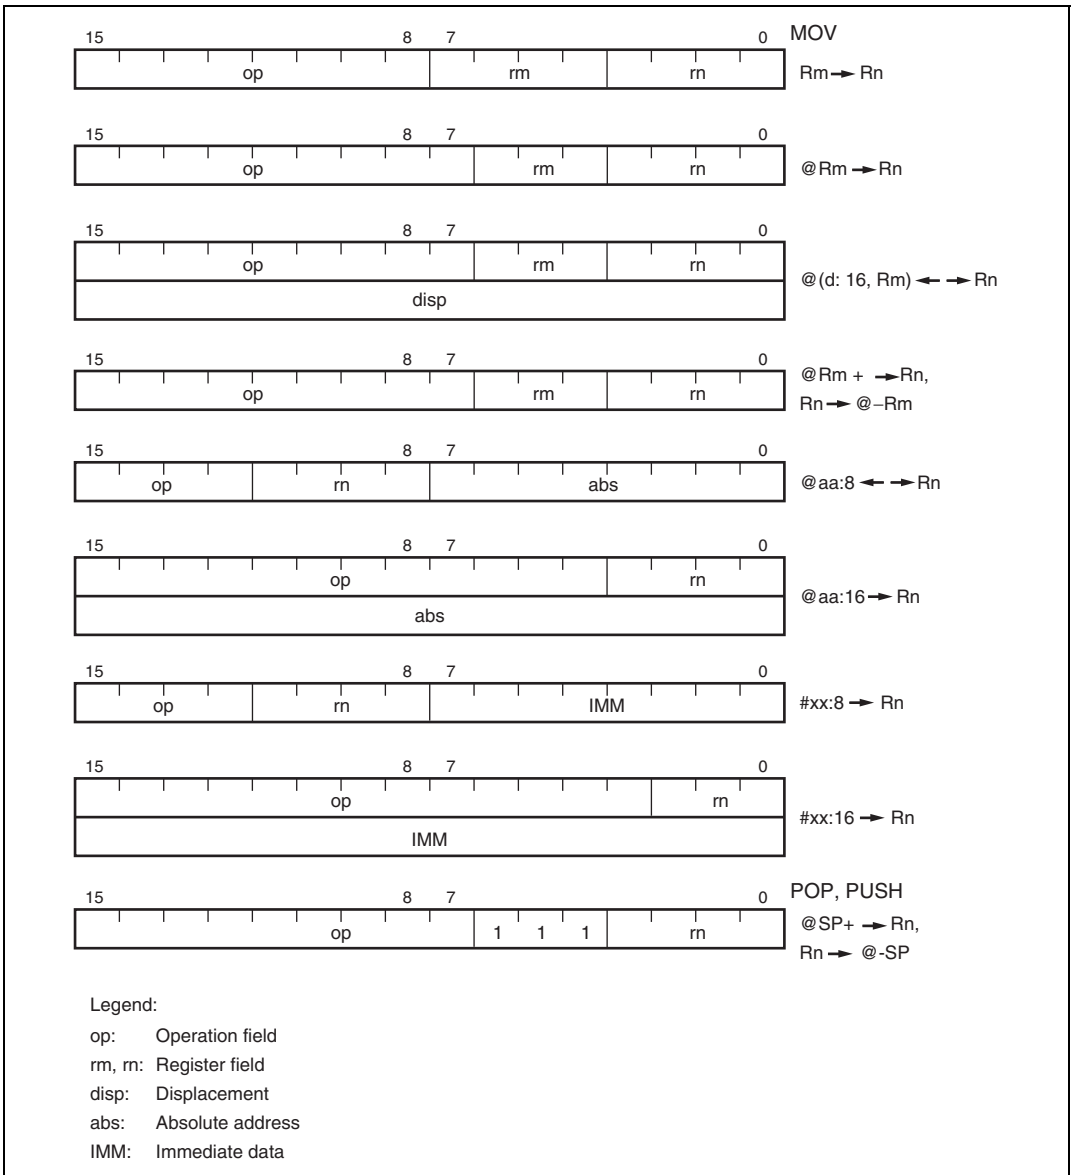 15 8 7 0 MOV
op rm rn Rm → Rn
15 8 7 0
op rm rn @Rm → Rn
15 8 7 0
op rm rn
disp
@(d: 16, Rm) ← → Rn
15 8 7 0
op rm rn
@Rm + → Rn,
Rn → @−Rm
15 8 7 0
op rn abs @aa:8 ← → Rn
15 8 7 0
op rn
abs
@aa:16 → Rn
15 8 7 0
op rn IMM #xx:8 → Rn
15 8 7 0
op rn
IMM
#xx:16 → Rn
15 8 7 0 POP, PUSH
op 1 1 1 rn
@SP+ → Rn,
Rn → @-SP
Legend:
op: Operation field
rm, rn: Register field
disp: Displacement
abs: Absolute address
IMM: Immediate data